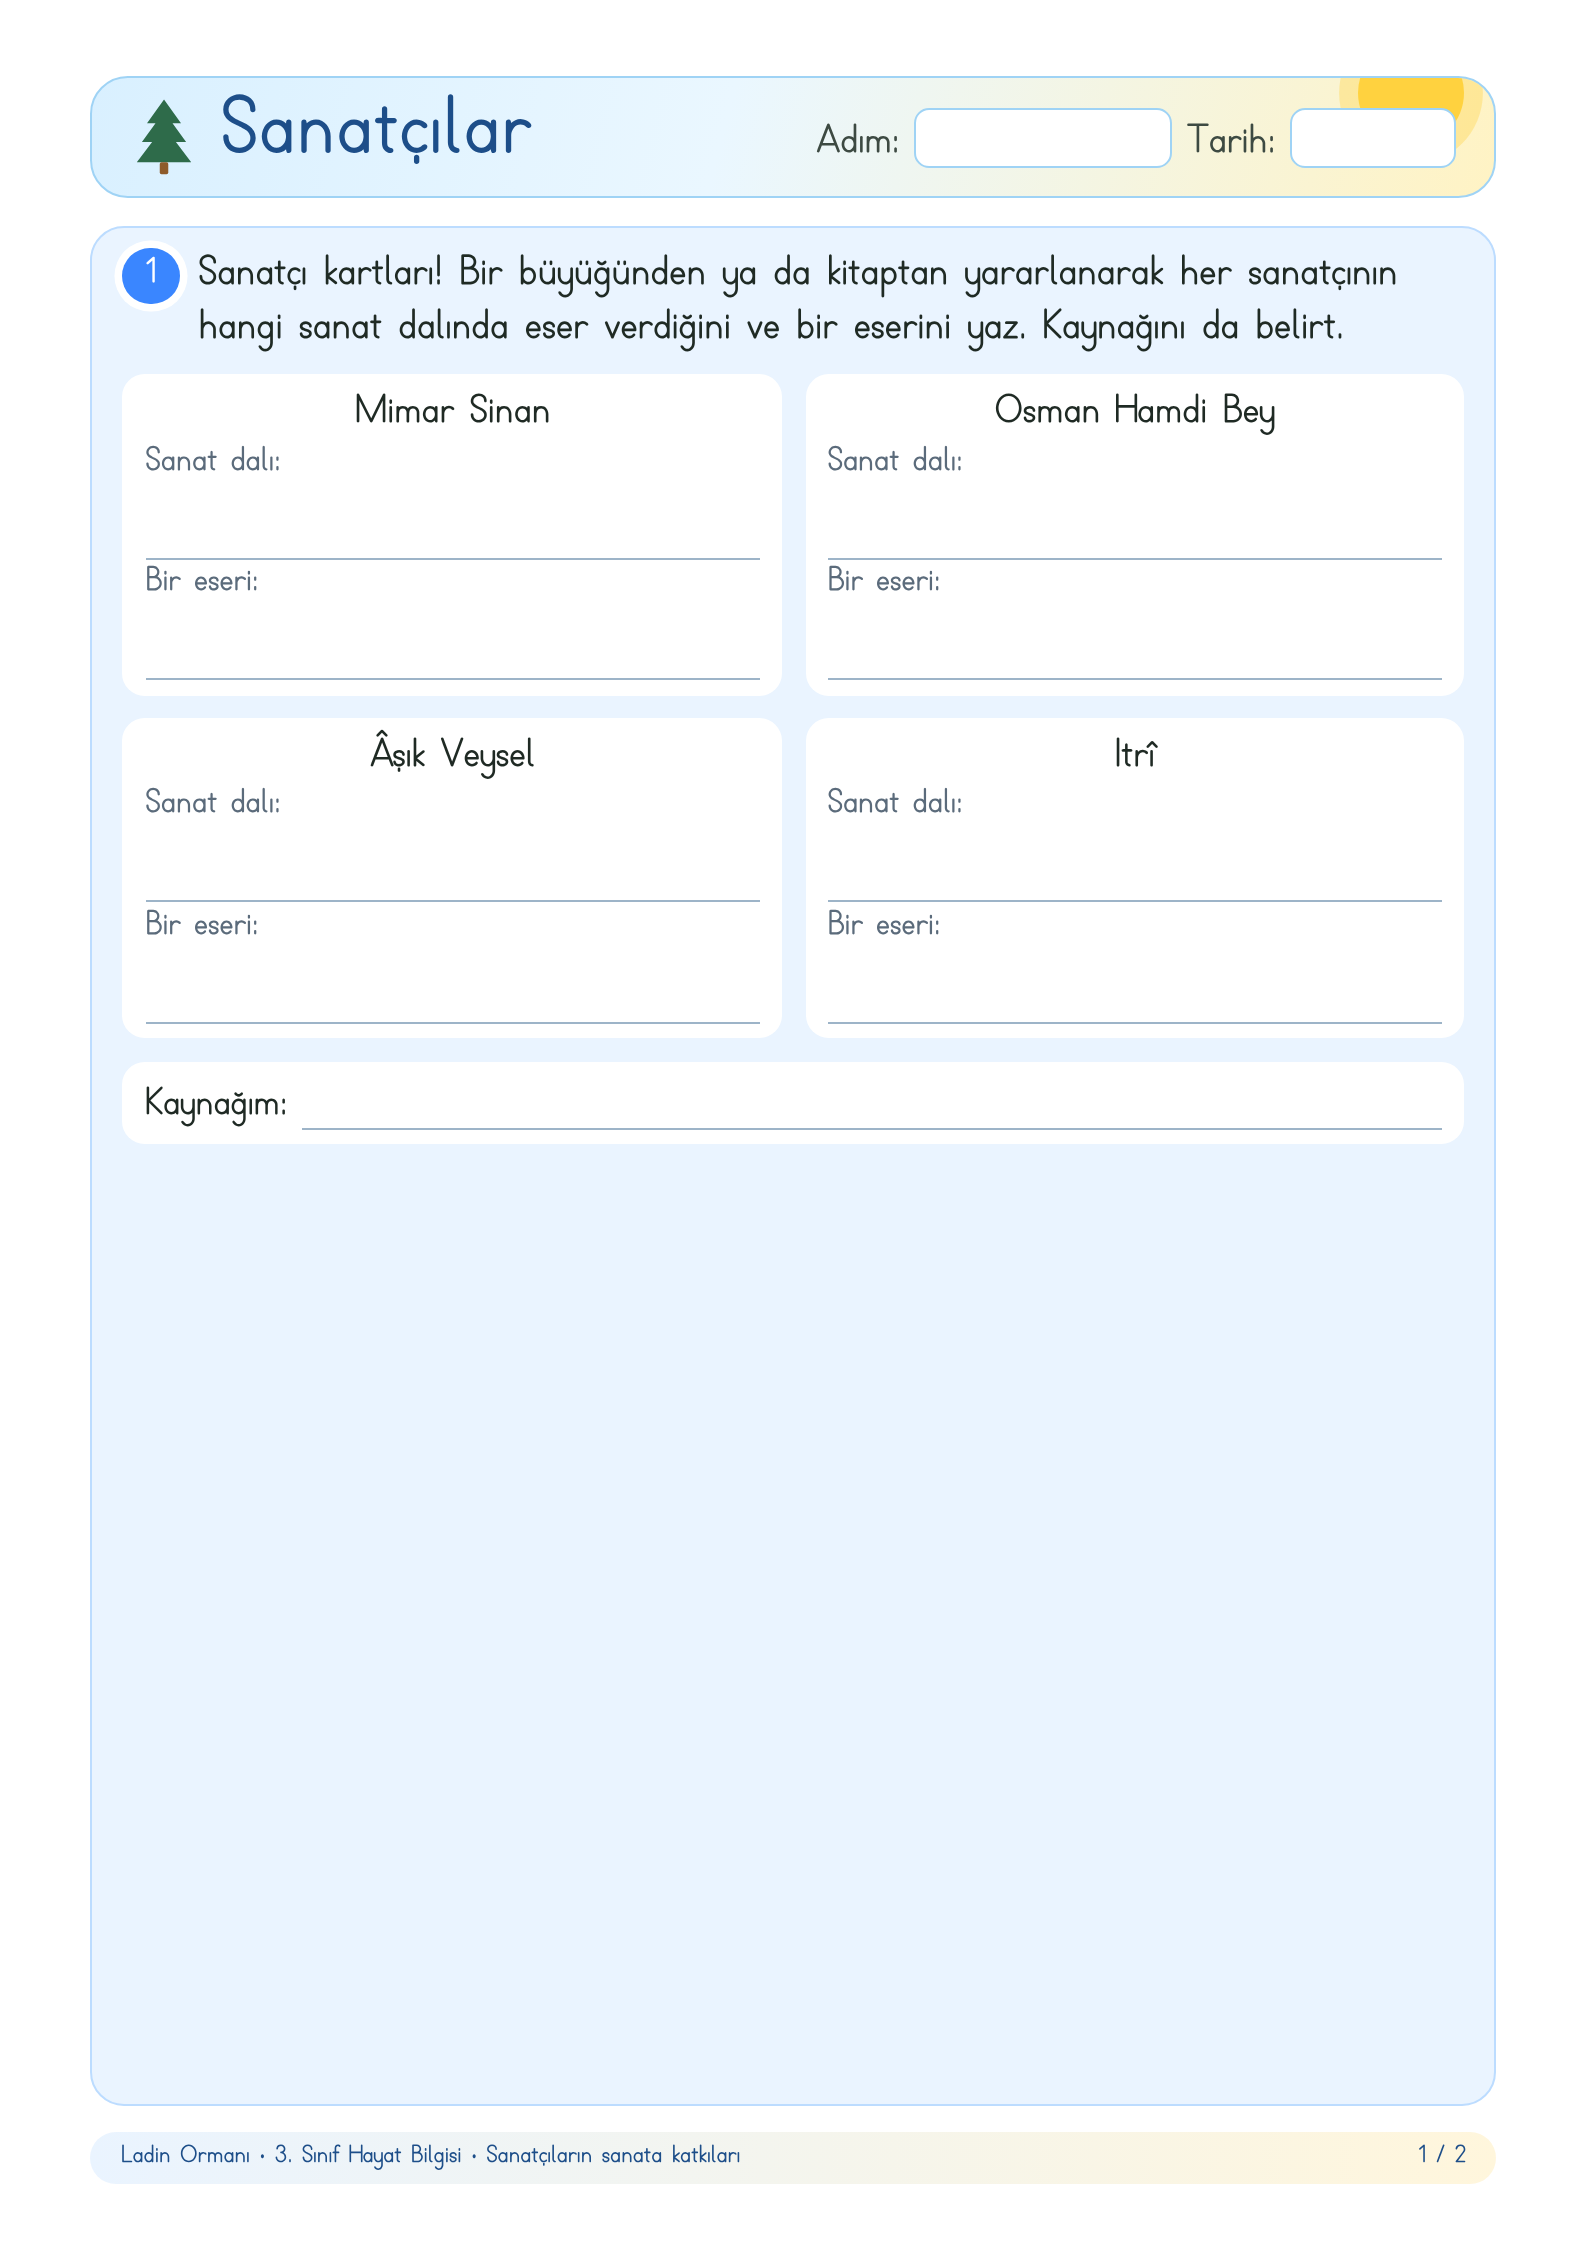 Sanatçılar
Adım:
Tarih:
1
Sanatçı kartları! Bir büyüğünden ya da kitaptan yararlanarak her sanatçının
hangi sanat dalında eser verdiğini ve bir eserini yaz. Kaynağını da belirt.
Mimar Sinan
Sanat dalı:
Bir eseri:
Osman Hamdi Bey
Sanat dalı:
Bir eseri:
Âşık Veysel
Sanat dalı:
Bir eseri:
Itrî
Sanat dalı:
Bir eseri:
Kaynağım:
Ladin Ormanı • 3. Sınıf Hayat Bilgisi • Sanatçıların sanata katkıları
1 / 2